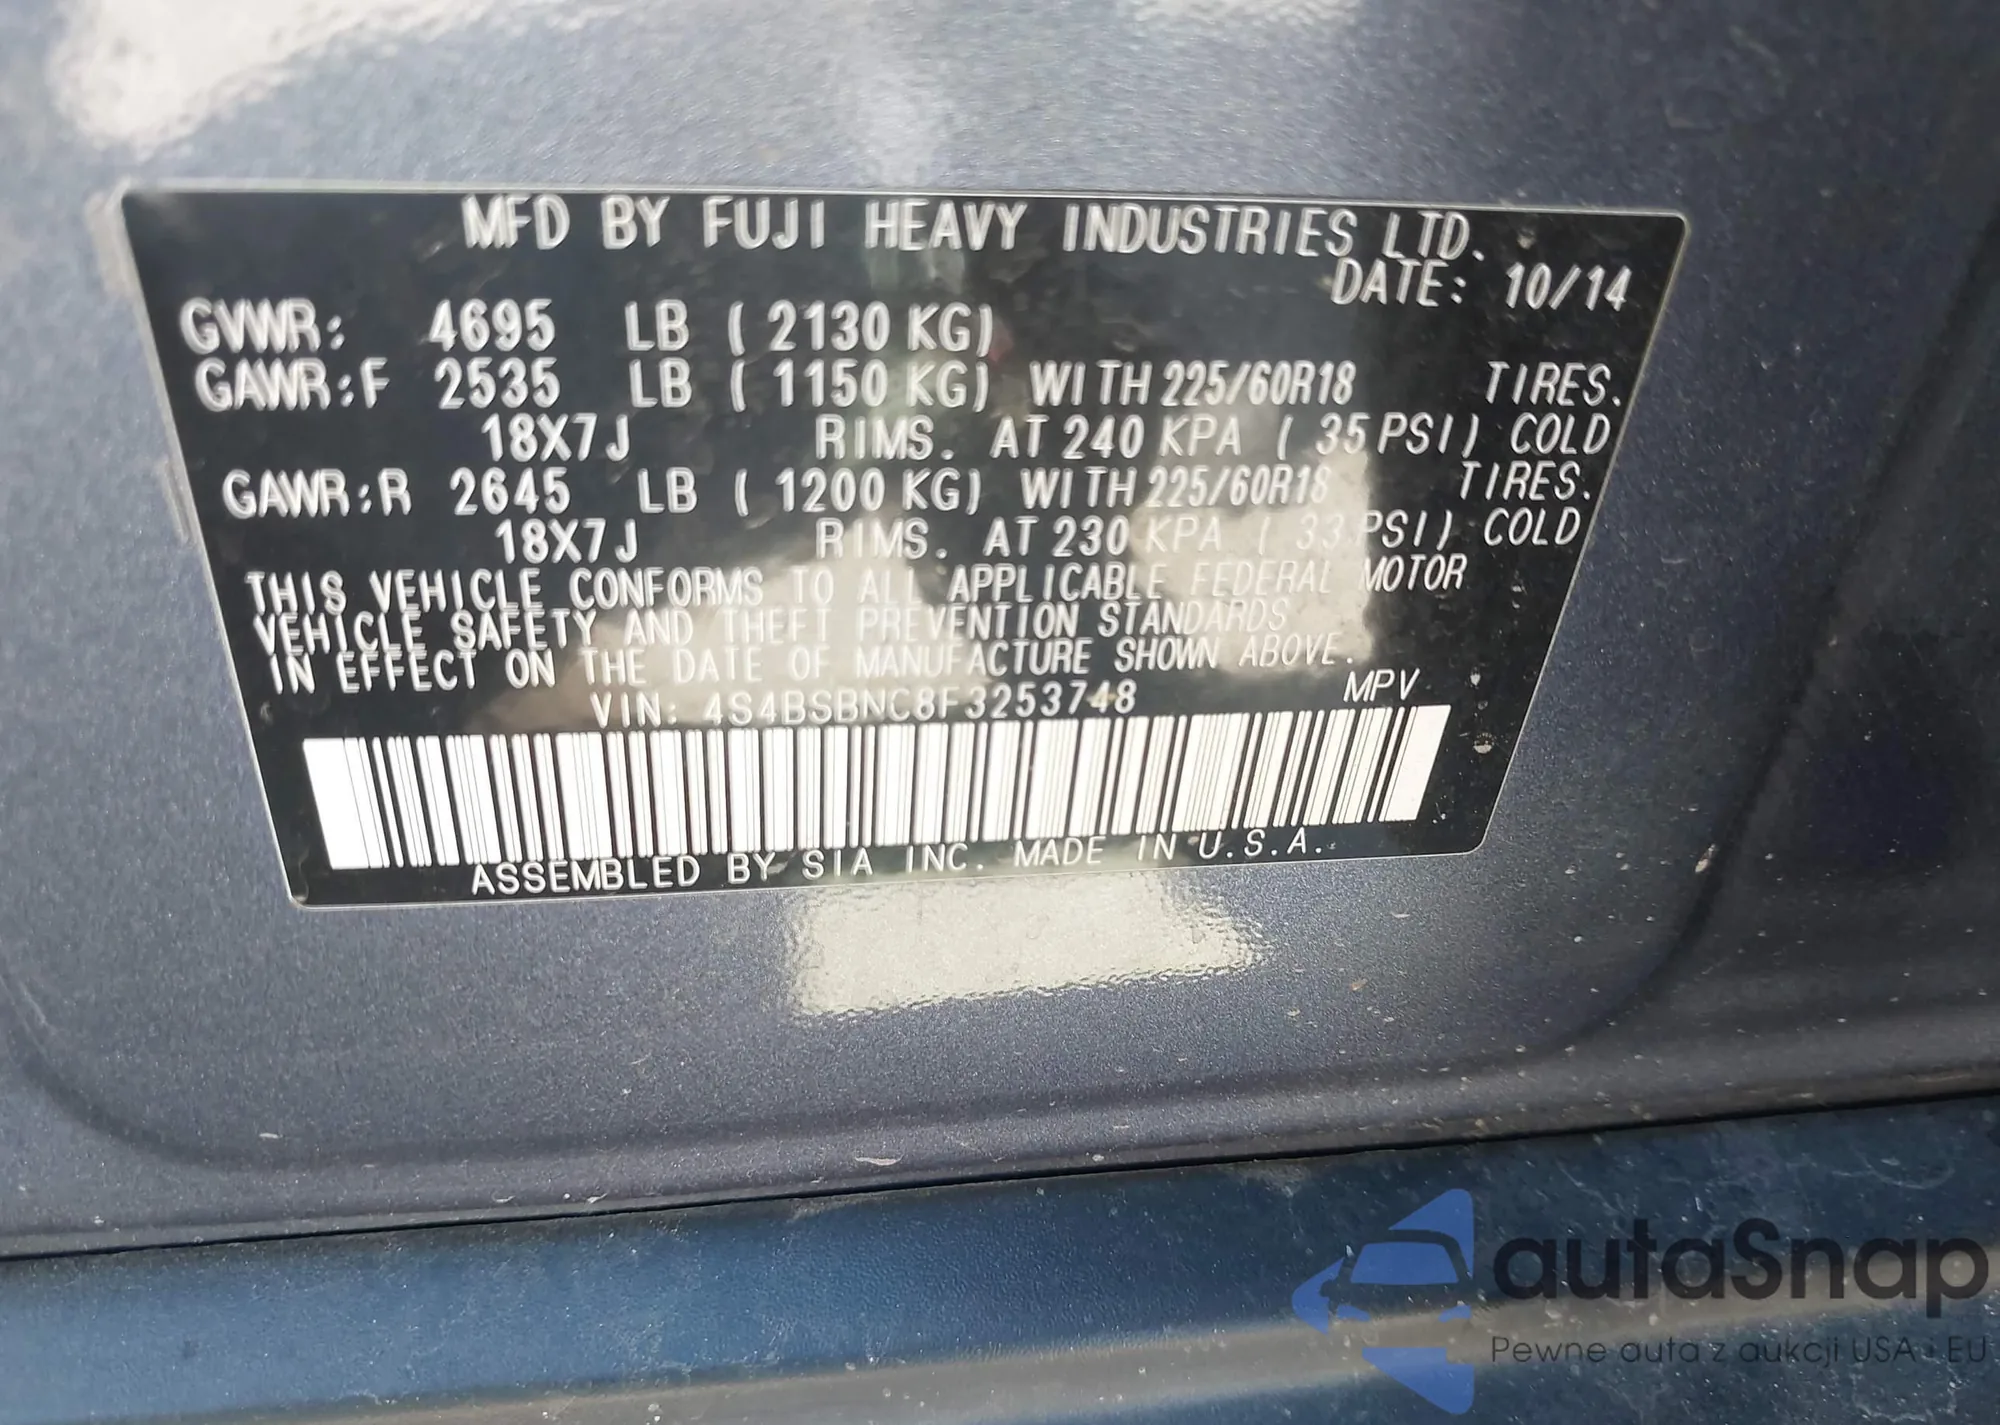 MFD BY FUJI HEAVY INDUSTRIES LTD.
DATE: 10/14
GVWR: 4695 LB ( 2130 KG)
GAWR:F 2535 LB ( 1150 KG) WITH 225/60R18 TIRES.
18X7J RIMS. AT 240 KPA ( 35 PSI) COLD
GAWR:R 2645 LB ( 1200 KG) WITH 225/60R18 TIRES.
18X7J RIMS. AT 230 KPA ( 33 PSI) COLD
THIS VEHICLE CONFORMS TO ALL APPLICABLE FEDERAL MOTOR
VEHICLE SAFETY AND THEFT PREVENTION STANDARDS
IN EFFECT ON THE DATE OF MANUFACTURE SHOWN ABOVE.
VIN: 4S4BSBNC8F3253748 MPV
ASSEMBLED BY SIA INC. MADE IN U.S.A.
autaSnap
Pewne auta z aukcji USA i EU